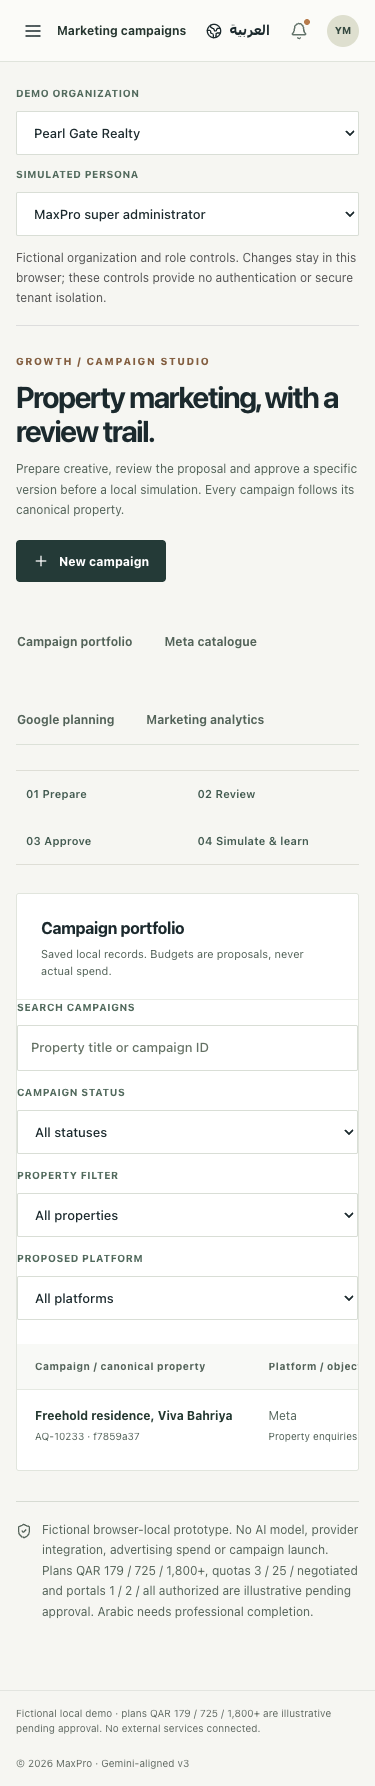 Marketing campaigns
العربية
YM
DEMO ORGANIZATION
Pearl Gate Realty
SIMULATED PERSONA
MaxPro super administrator
Fictional organization and role controls. Changes stay in this
browser; these controls provide no authentication or secure
tenant isolation.
GROWTH / CAMPAIGN STUDIO
Property marketing, with a
review trail.
Prepare creative, review the proposal and approve a specific
version before a local simulation. Every campaign follows its
canonical property.
New campaign
Campaign portfolio
Meta catalogue
Google planning
Marketing analytics
01 Prepare
02 Review
03 Approve
04 Simulate & learn
Campaign portfolio
Saved local records. Budgets are proposals, never
actual spend.
SEARCH CAMPAIGNS
Property title or campaign ID
CAMPAIGN STATUS
All statuses
PROPERTY FILTER
All properties
PROPOSED PLATFORM
All platforms
Campaign / canonical property
Platform / objec
Freehold residence, Viva Bahriya
Meta
AQ-10233 · f7859a37
Property enquiries
Fictional browser-local prototype. No AI model, provider
integration, advertising spend or campaign launch.
Plans QAR 179 / 725 / 1,800+, quotas 3 / 25 / negotiated
and portals 1 / 2 / all authorized are illustrative pending
approval. Arabic needs professional completion.
Fictional local demo · plans QAR 179 / 725 / 1,800+ are illustrative
pending approval. No external services connected.
© 2026 MaxPro · Gemini-aligned v3